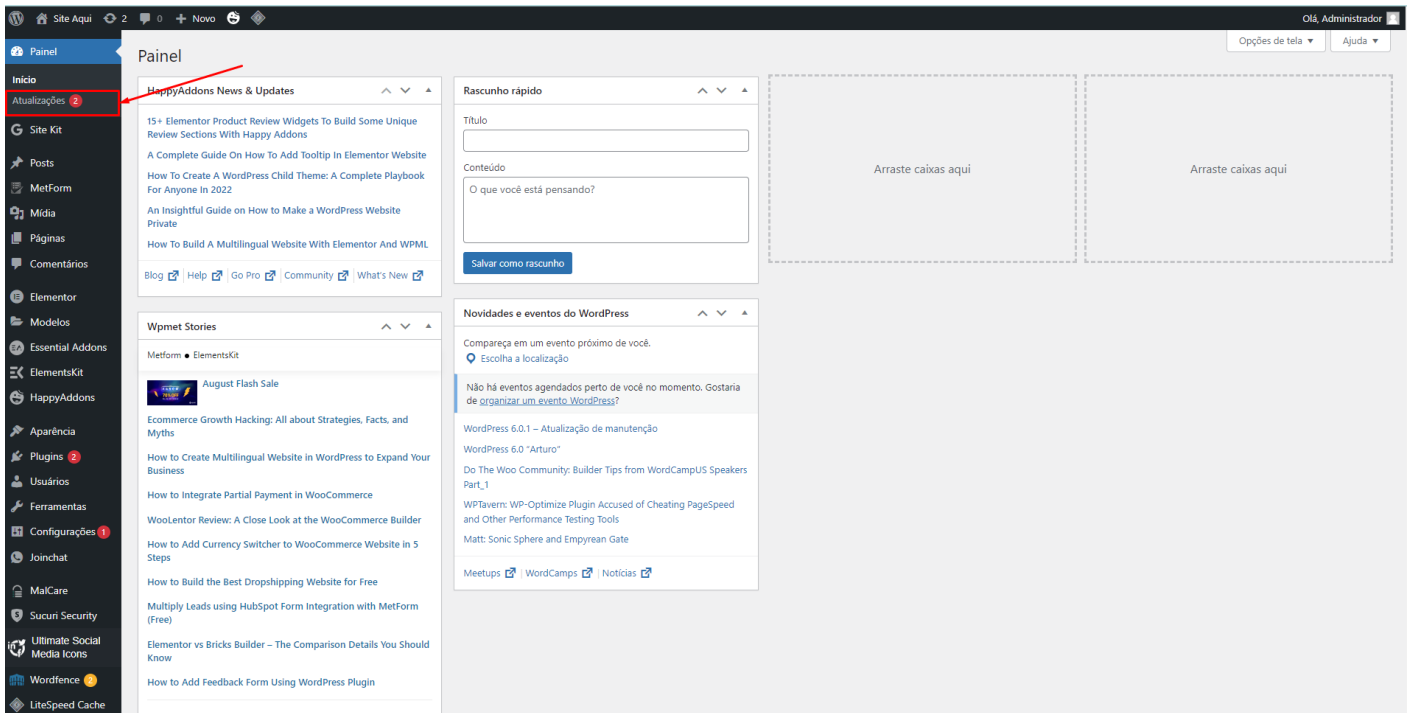 Site Aqui 2 0 + Novo
Olá, Administrador
Opções de tela ▼ Ajuda ▼
Painel
Início
Atualizações 2
Site Kit
Posts
MetForm
Mídia
Páginas
Comentários
Elementor
Modelos
Essential Addons
ElementsKit
HappyAddons
Aparência
Plugins 2
Usuários
Ferramentas
Configurações 1
Joinchat
MalCare
Sucuri Security
Ultimate Social
Media Icons
Wordfence 2
LiteSpeed Cache
Painel
HappyAddons News & Updates
15+ Elementor Product Review Widgets To Build Some Unique
Review Sections With Happy Addons
A Complete Guide On How To Add Tooltip In Elementor Website
How To Create A WordPress Child Theme: A Complete Playbook
For Anyone In 2022
An Insightful Guide on How to Make a WordPress Website
Private
How To Build A Multilingual Website With Elementor And WPML
Blog | Help | Go Pro | Community | What's New
Wpmet Stories
Metform ● ElementsKit
August Flash Sale
Ecommerce Growth Hacking: All about Strategies, Facts, and
Myths
How to Create Multilingual Website in WordPress to Expand Your
Business
How to Integrate Partial Payment in WooCommerce
WooLentor Review: A Close Look at the WooCommerce Builder
How to Add Currency Switcher to WooCommerce Website in 5
Steps
How to Build the Best Dropshipping Website for Free
Multiply Leads using HubSpot Form Integration with MetForm
(Free)
Elementor vs Bricks Builder – The Comparison Details You Should
Know
How to Add Feedback Form Using WordPress Plugin
Rascunho rápido
Título
Conteúdo
O que você está pensando?
Salvar como rascunho
Novidades e eventos do WordPress
Compareça em um evento próximo de você.
Escolha a localização
Não há eventos agendados perto de você no momento. Gostaria
de organizar um evento WordPress?
WordPress 6.0.1 – Atualização de manutenção
WordPress 6.0 “Arturo”
Do The Woo Community: Builder Tips from WordCampUS Speakers
Part_1
WPTavern: WP-Optimize Plugin Accused of Cheating PageSpeed
and Other Performance Testing Tools
Matt: Sonic Sphere and Empyrean Gate
Meetups | WordCamps | Notícias
Arraste caixas aqui
Arraste caixas aqui